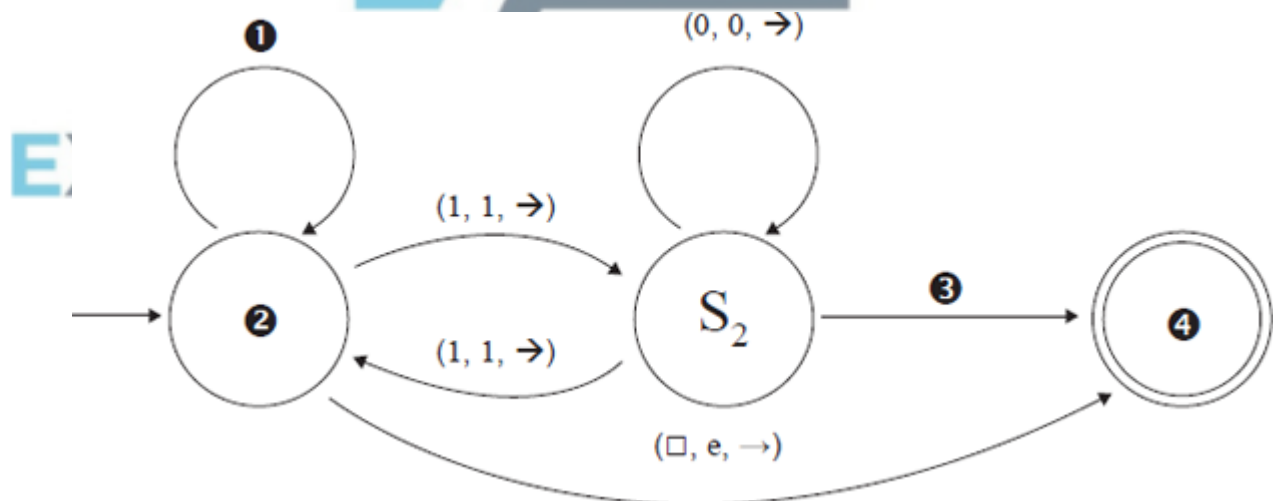 ❶
(0, 0, →)
(1, 1, →)
❷
S₂
❸
❹
(1, 1, →)
(□, e, →)